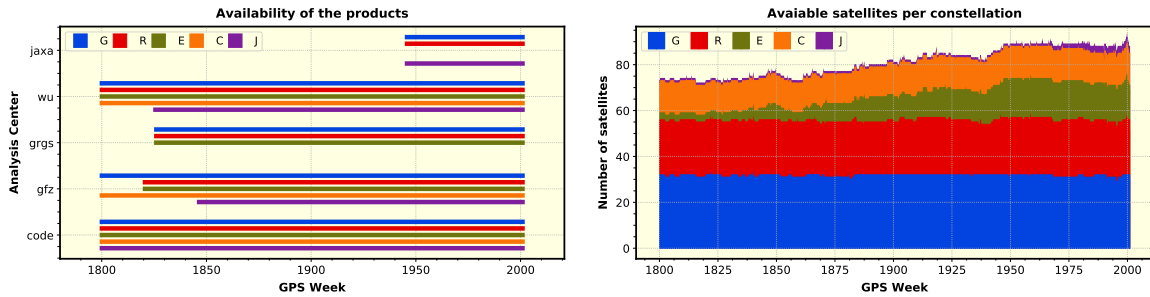 Availability of the products
G R E C J
jaxa
wu
grgs
gfz
code
Analysis Center
1800 1850 1900 1950 2000
GPS Week
Avaiable satellites per constellation
G R E C J
80
60
40
20
0
Number of satellites
1800 1825 1850 1875 1900 1925 1950 1975 2000
GPS Week